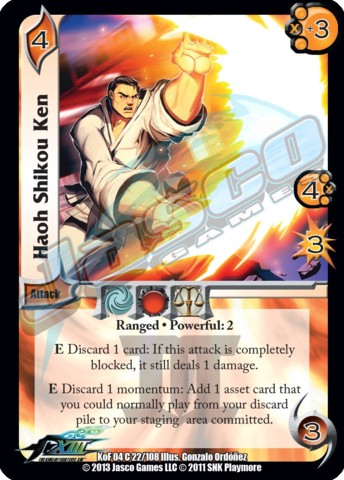 4
+3
Haoh Shikou Ken
Jasco
GAMES
4
3
Attack
Ranged • Powerful: 2
E Discard 1 card: If this attack is completely
blocked, it still deals 1 damage.
E Discard 1 momentum: Add 1 asset card that
you could normally play from your discard
pile to your staging area committed.
XIII
3
KoF 04 C 22/108 Illus. Gonzalo Ordóñez
© 2013 Jasco Games LLC © 2011 SNK Playmore